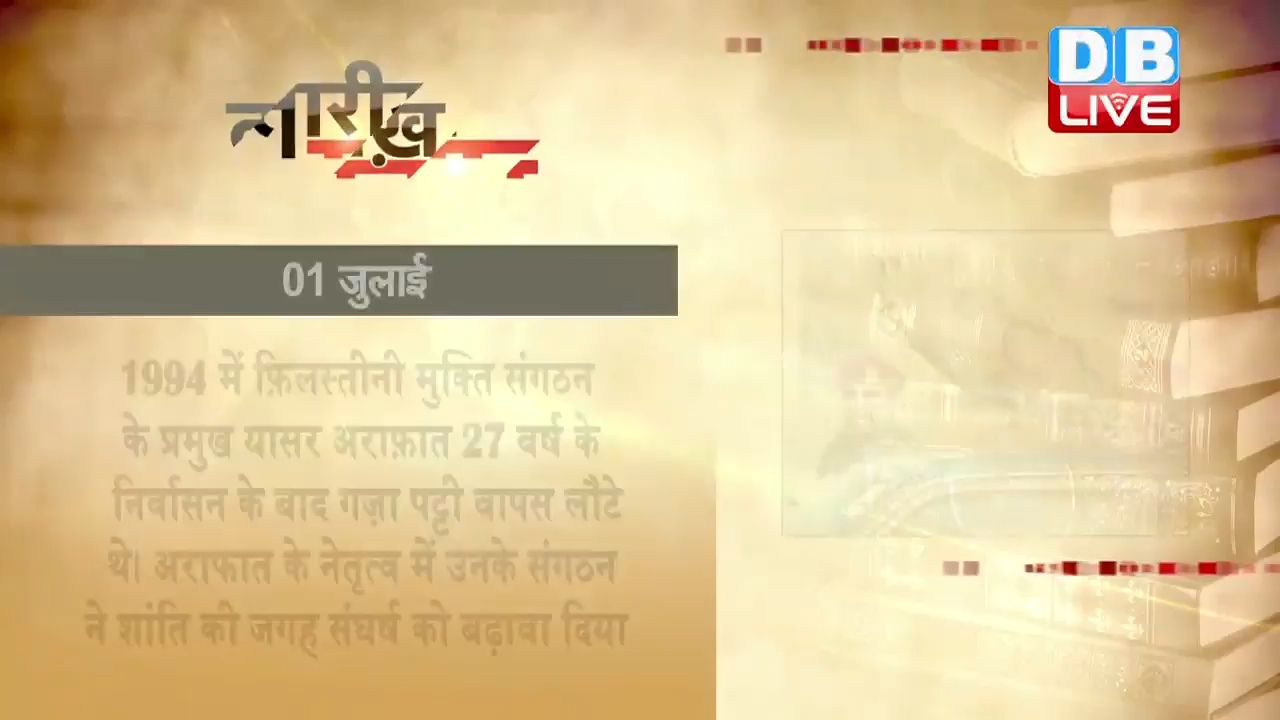 तारीख़
DB
LIVE
01 जुलाई
1994 में फ़िलस्तीनी मुक्ति संगठन
के प्रमुख यासर अराफ़ात 27 वर्ष के
निर्वासन के बाद गज़ा पट्टी वापस लौटे
थे। अराफात के नेतृत्व में उनके संगठन
ने शांति की जगह संघर्ष को बढ़ावा दिया